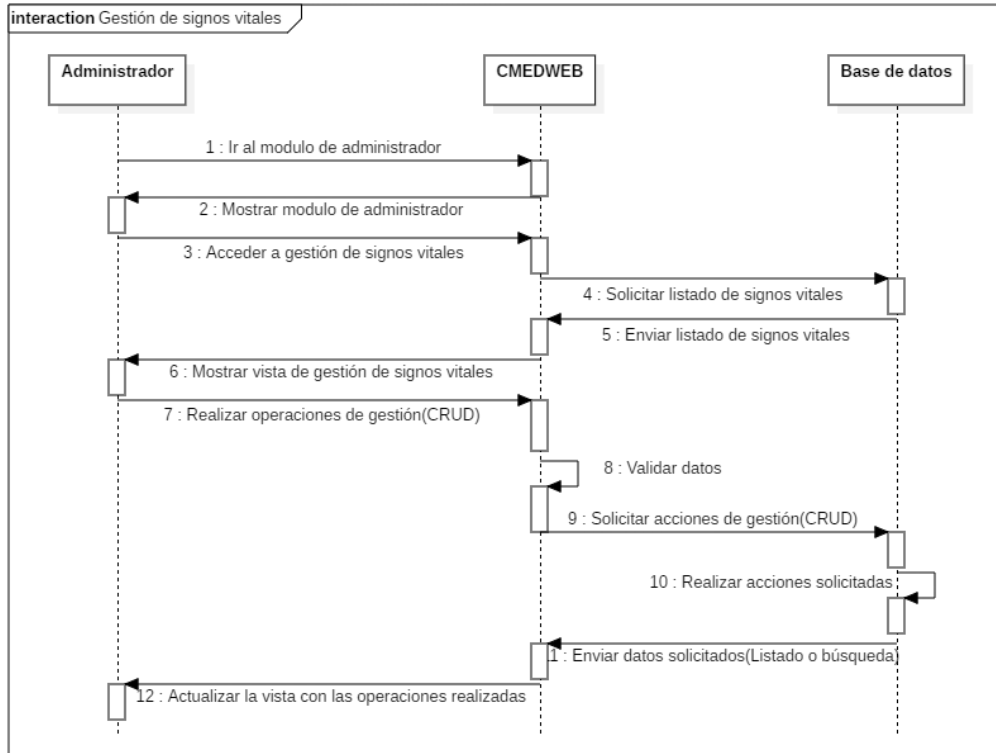 interaction Gestión de signos vitales
Administrador
CMEDWEB
Base de datos
1 : Ir al modulo de administrador
2 : Mostrar modulo de administrador
3 : Acceder a gestión de signos vitales
4 : Solicitar listado de signos vitales
5 : Enviar listado de signos vitales
6 : Mostrar vista de gestión de signos vitales
7 : Realizar operaciones de gestión(CRUD)
8 : Validar datos
9 : Solicitar acciones de gestión(CRUD)
10 : Realizar acciones solicitadas
1 : Enviar datos solicitados(Listado o búsqueda)
12 : Actualizar la vista con las operaciones realizadas